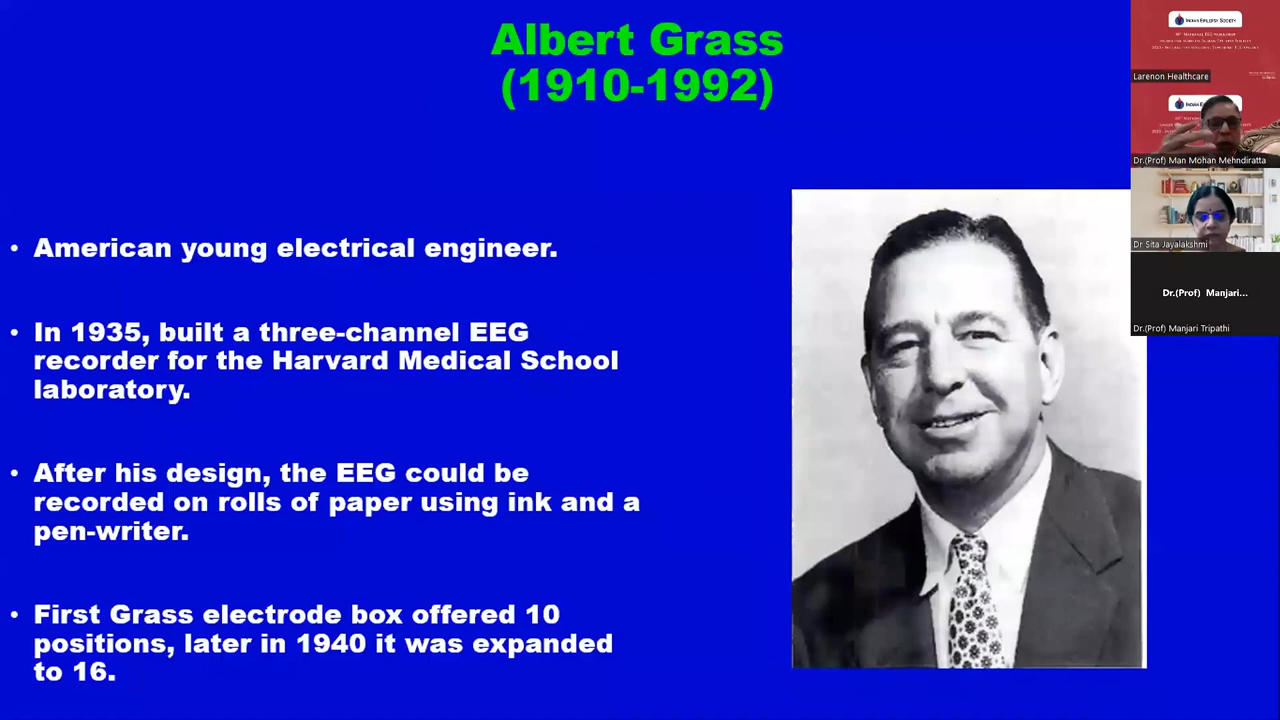 Albert Grass
(1910-1992)
• American young electrical engineer.
• In 1935, built a three-channel EEG
recorder for the Harvard Medical School
laboratory.
• After his design, the EEG could be
recorded on rolls of paper using ink and a
pen-writer.
• First Grass electrode box offered 10
positions, later in 1940 it was expanded
to 16.
INDIAN EPILEPSY SOCIETY
Larenon Healthcare
Dr.(Prof) Man Mohan Mehndiratta
Dr Sita Jayalakshmi
Dr.(Prof) Manjari...
Dr.(Prof) Manjari Tripathi